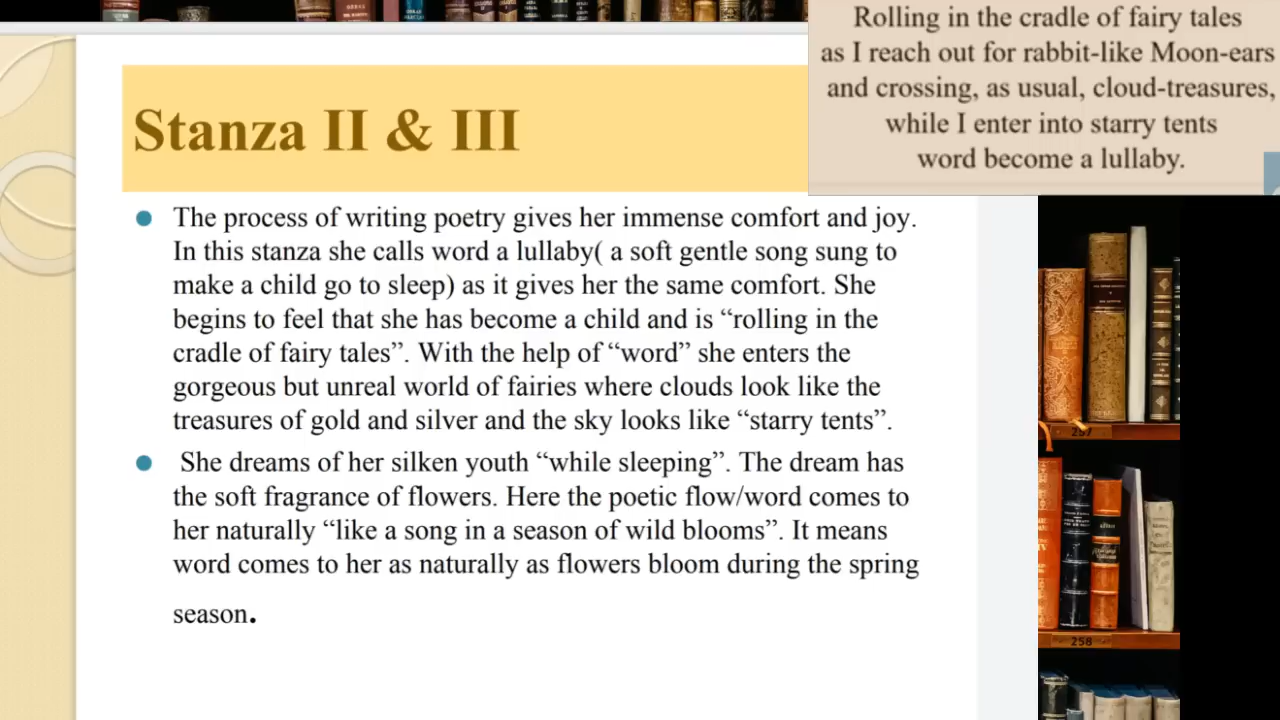 Rolling in the cradle of fairy tales
as I reach out for rabbit-like Moon-ears
and crossing, as usual, cloud-treasures,
while I enter into starry tents
word become a lullaby.
Stanza II & III
The process of writing poetry gives her immense comfort and joy.
In this stanza she calls word a lullaby( a soft gentle song sung to
make a child go to sleep) as it gives her the same comfort. She
begins to feel that she has become a child and is “rolling in the
cradle of fairy tales”. With the help of “word” she enters the
gorgeous but unreal world of fairies where clouds look like the
treasures of gold and silver and the sky looks like “starry tents”.
She dreams of her silken youth “while sleeping”. The dream has
the soft fragrance of flowers. Here the poetic flow/word comes to
her naturally “like a song in a season of wild blooms”. It means
word comes to her as naturally as flowers bloom during the spring
season.
257
258